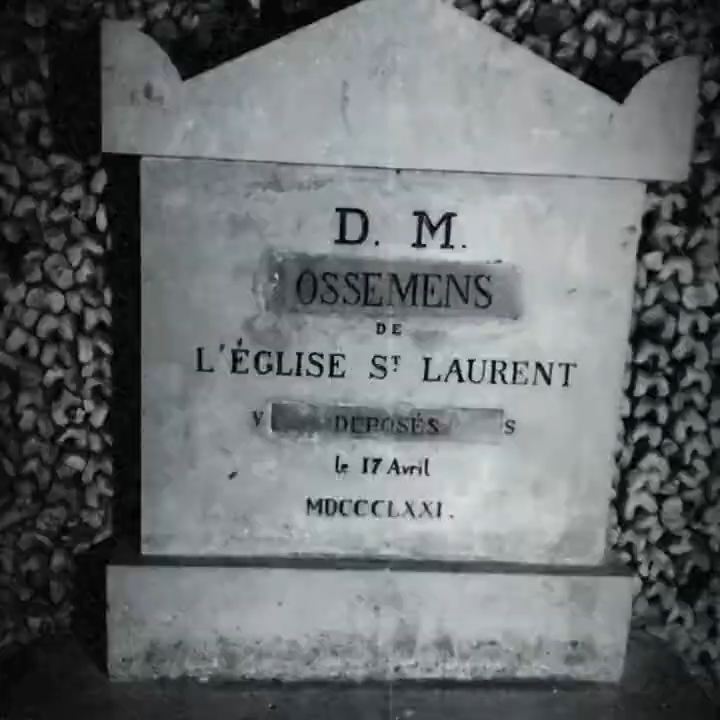 D. M.
OSSEMENS
DE
L'ÉGLISE Sᵀ LAURENT
V DEPOSÉS S
le 17 Avril
MDCCCLXXI.